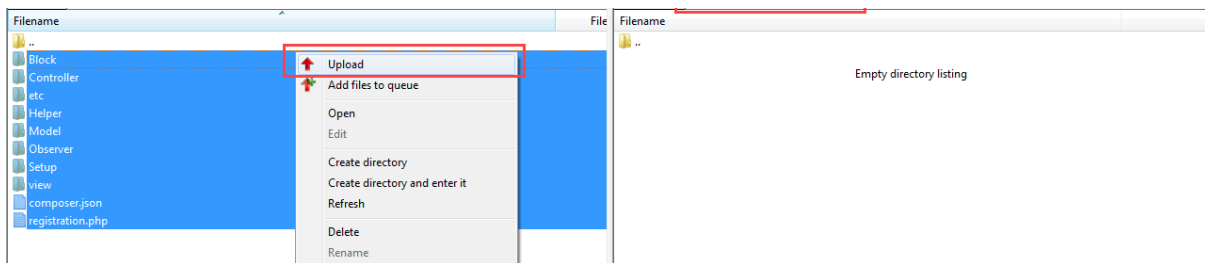 Filename
File
..
Block
Controller
etc
Helper
Model
Observer
Setup
view
composer.json
registration.php
Upload
Add files to queue
Open
Edit
Create directory
Create directory and enter it
Refresh
Delete
Rename
Filename
..
Empty directory listing